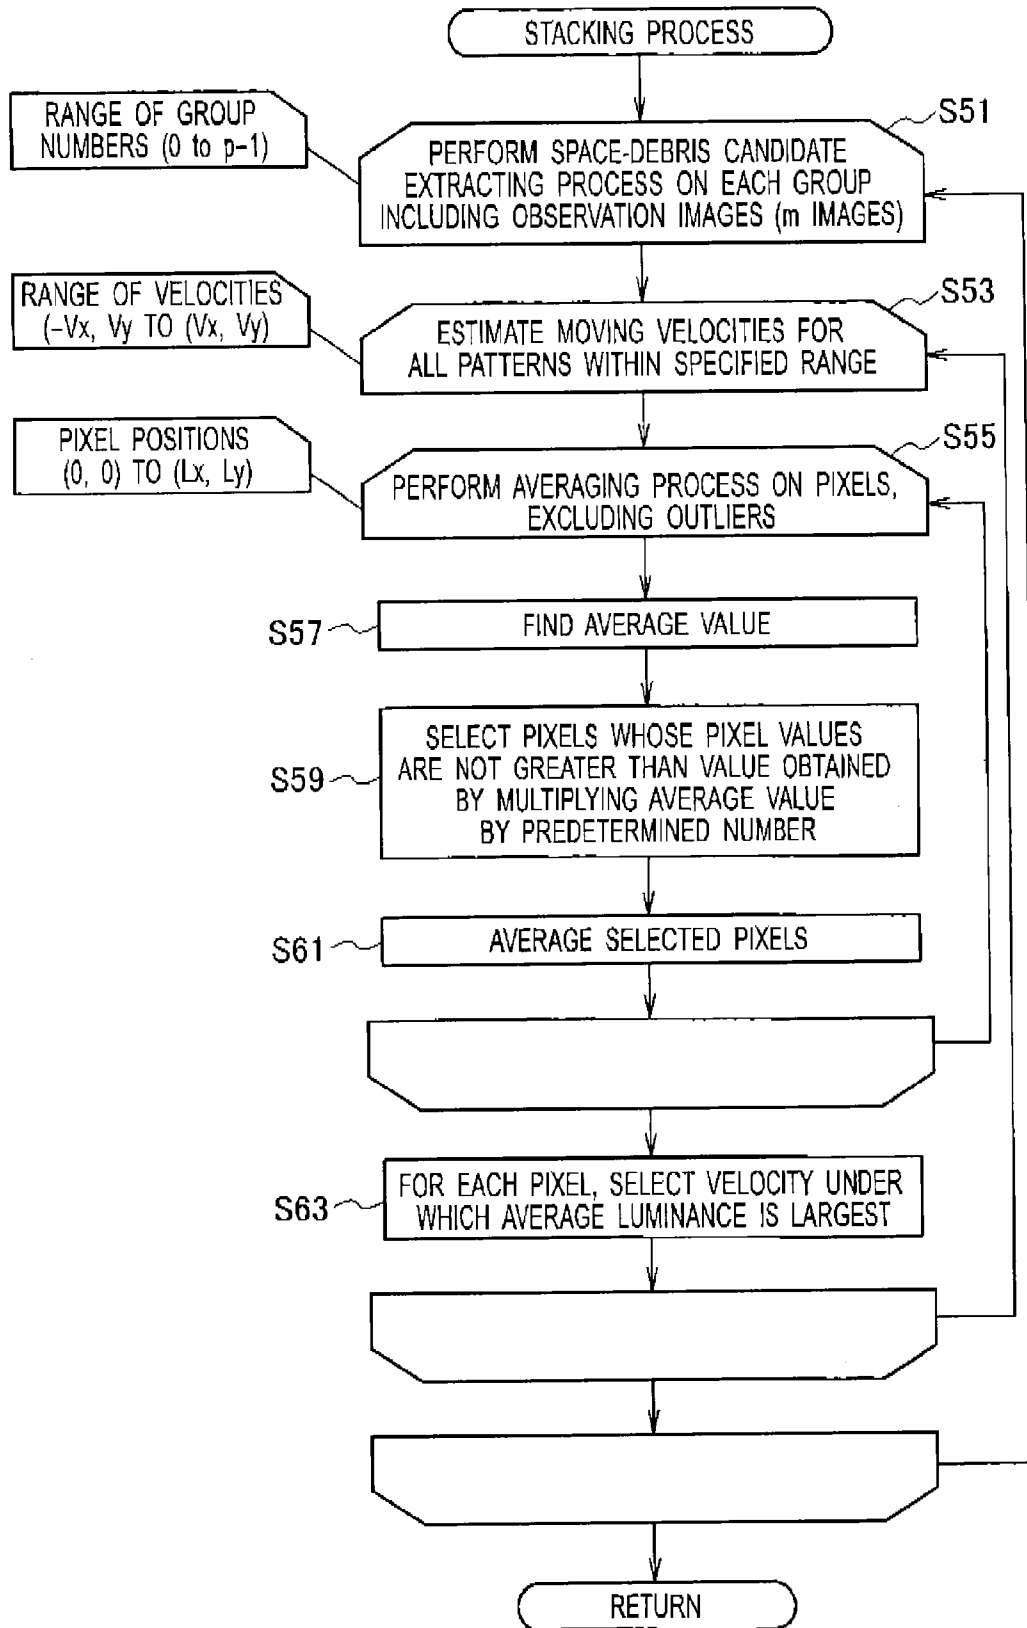 STACKING PROCESS
RANGE OF GROUP
NUMBERS (0 to p-1)
S51
PERFORM SPACE-DEBRIS CANDIDATE
EXTRACTING PROCESS ON EACH GROUP
INCLUDING OBSERVATION IMAGES (m IMAGES)
RANGE OF VELOCITIES
(-Vx, Vy TO (Vx, Vy)
S53
ESTIMATE MOVING VELOCITIES FOR
ALL PATTERNS WITHIN SPECIFIED RANGE
PIXEL POSITIONS
(0, 0) TO (Lx, Ly)
S55
PERFORM AVERAGING PROCESS ON PIXELS,
EXCLUDING OUTLIERS
S57
FIND AVERAGE VALUE
S59
SELECT PIXELS WHOSE PIXEL VALUES
ARE NOT GREATER THAN VALUE OBTAINED
BY MULTIPLYING AVERAGE VALUE
BY PREDETERMINED NUMBER
S61
AVERAGE SELECTED PIXELS
S63
FOR EACH PIXEL, SELECT VELOCITY UNDER
WHICH AVERAGE LUMINANCE IS LARGEST
RETURN